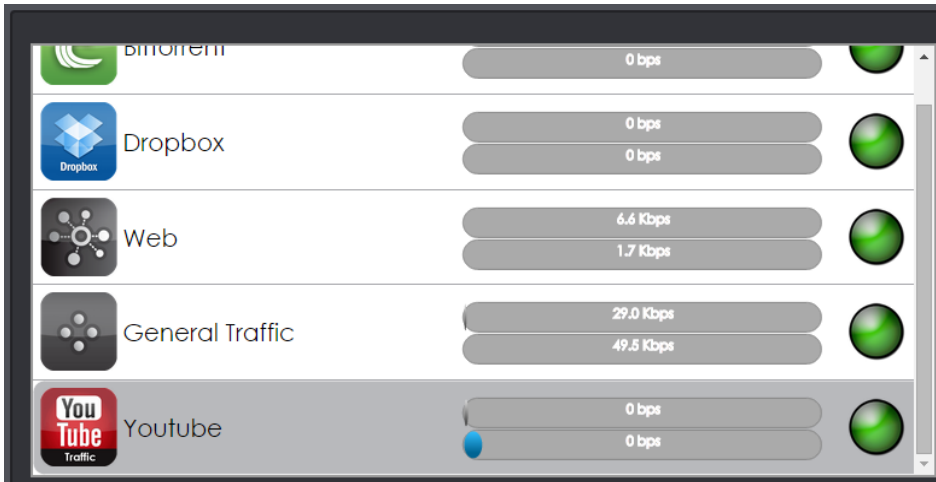 Bittorrent
0 bps
Dropbox
Dropbox
0 bps
0 bps
Web
6.6 Kbps
1.7 Kbps
General Traffic
29.0 Kbps
49.5 Kbps
You
Tube
Traffic
Youtube
0 bps
0 bps